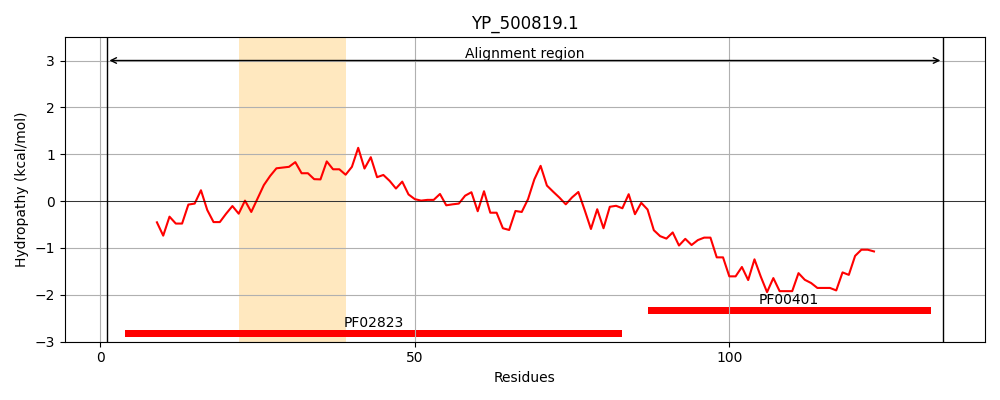 YP_500819.1
Alignment region
Hydropathy (kcal/mol)
3
2
1
0
−1
−2
−3
PF00401
PF02823
0
50
100
Residues